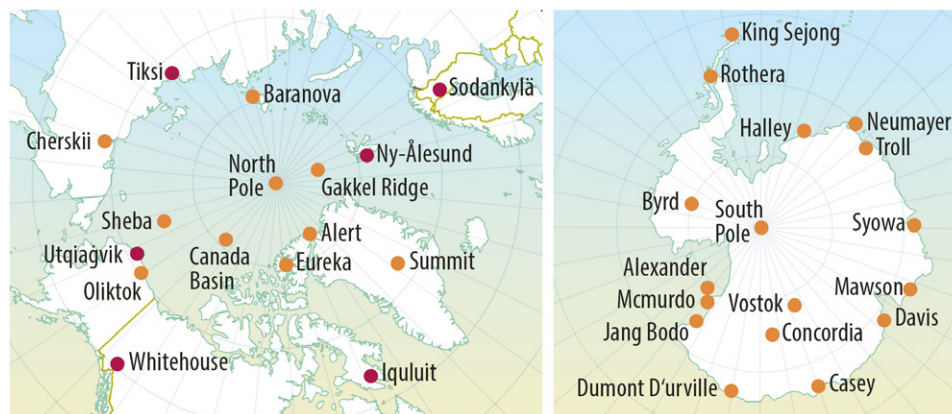 Tiksi
Baranova
Sodankylä
Cherskii
North
Pole
Ny-Ålesund
Gakkel Ridge
Sheba
Utqiaġvik
Oliktok
Canada
Basin
Alert
Eureka
Summit
Whitehouse
Iquluit
King Sejong
Rothera
Halley
Neumayer
Troll
Byrd
South
Pole
Syowa
Alexander
Mcmurdo
Jang Bodo
Vostok
Concordia
Mawson
Davis
Dumont D‘urville
Casey